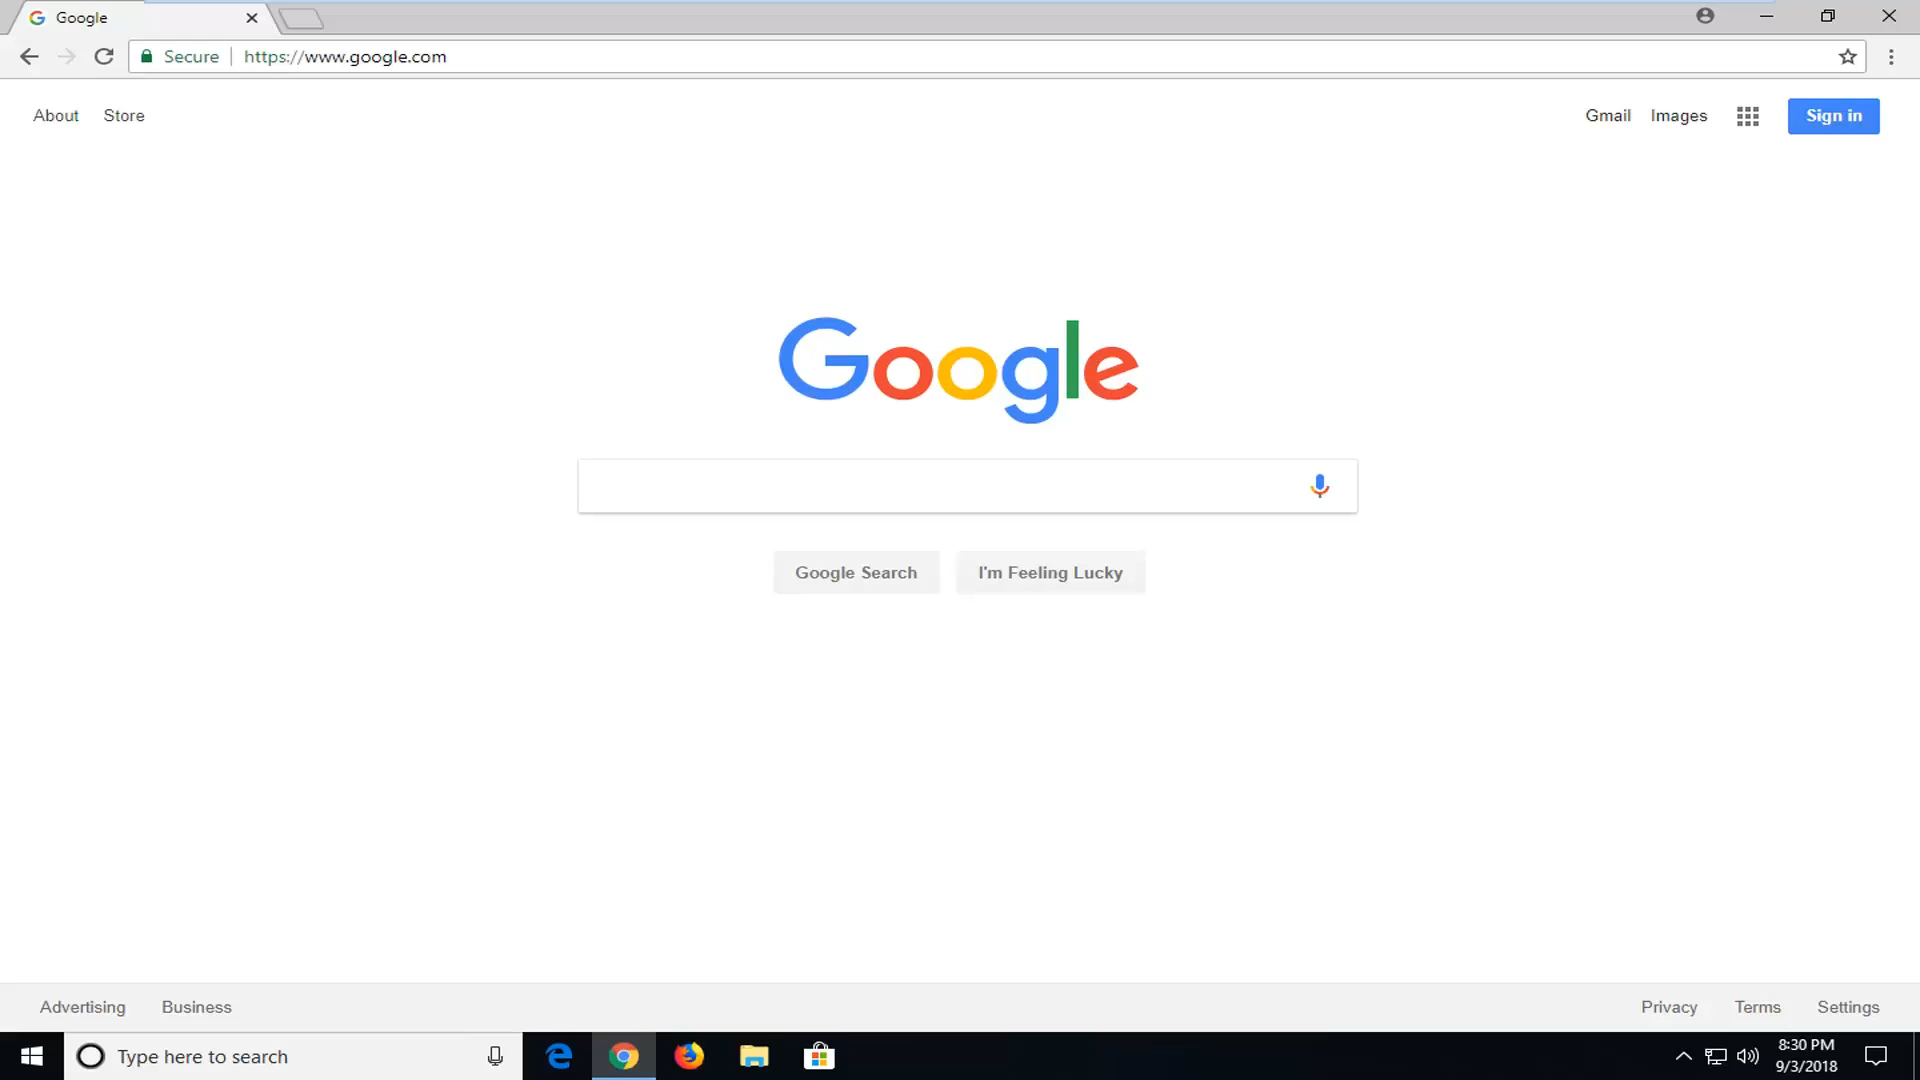 Google
Secure
https://www.google.com
About Store
Gmail Images Sign in
Google
Google Search I'm Feeling Lucky
Advertising Business
Privacy Terms Settings
Type here to search
8:30 PM
9/3/2018